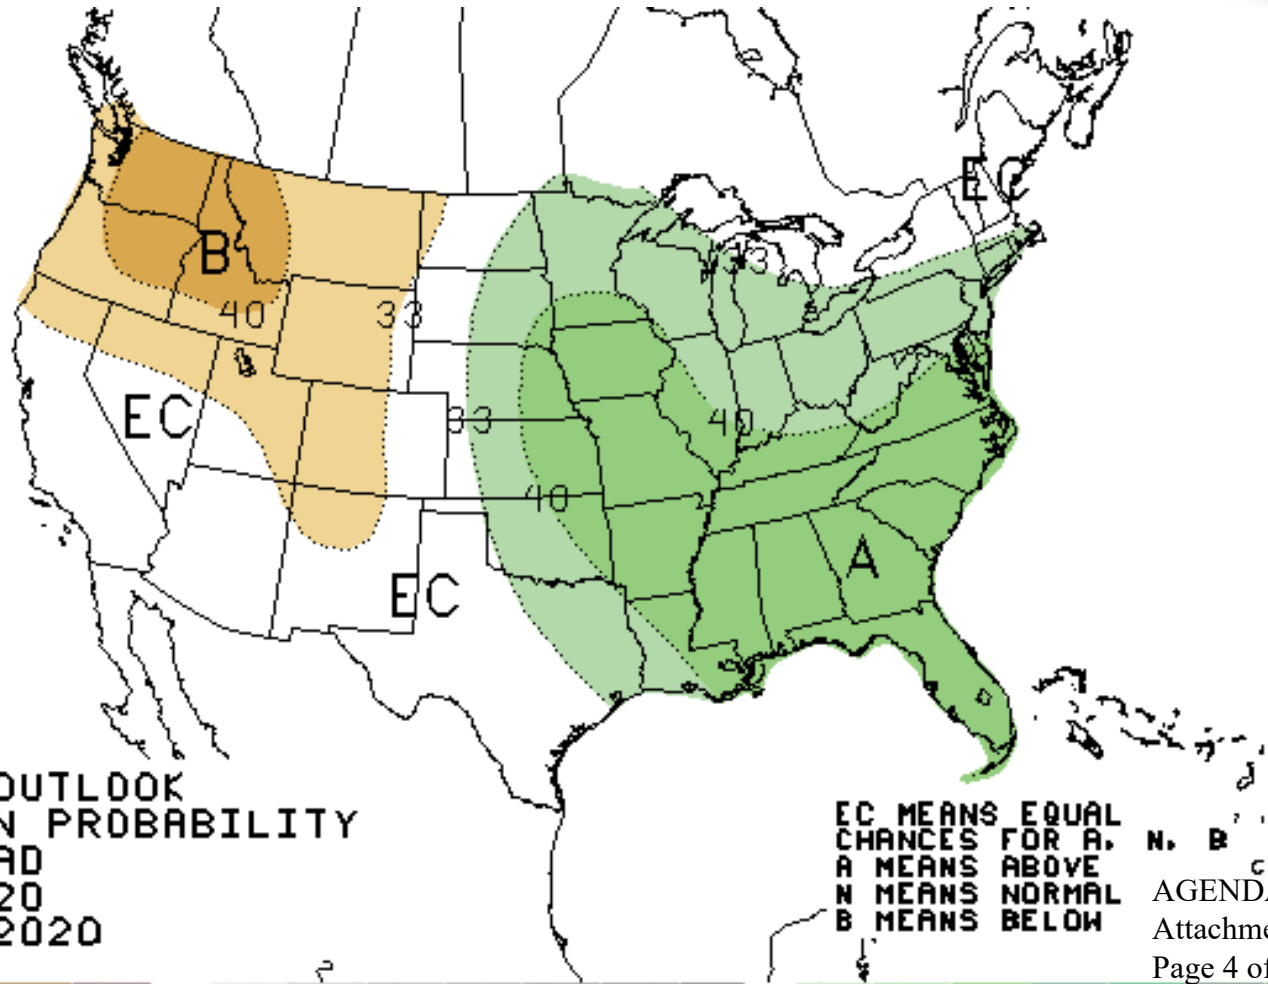 EC
B
40
33
33
EC
33
40
40
A
EC
OUTLOOK
N PROBABILITY
AD
20
2020
EC MEANS EQUAL
CHANCES FOR A, N, B
A MEANS ABOVE
N MEANS NORMAL
B MEANS BELOW
C
AGENDA
Attachme
Page 4 of